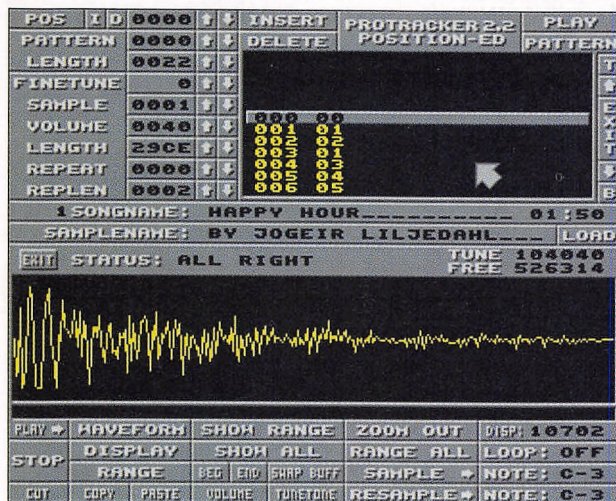 POS I D 0000 INSERT PROTRACKER 2.2 PLAY
PATTERN 0000 DELETE POSITION-ED PATTERN
LENGTH 0022
FINETUNE 0
SAMPLE 0001
VOLUME 0040
LENGTH 29CE
REPEAT 0000
REPLEN 0002
000 00
001 01
002 02
003 01
004 03
005 04
006 05
T
EXIT
B
1 SONGNAME: HAPPY HOUR__________ 01:50
SAMPLENAME: BY JOGEIR LILJEDAHL___ LOAD
EXIT STATUS: ALL RIGHT TUNE 104040
FREE 526314
PLAY WAVEFORM SHOW RANGE ZOOM OUT DISP: 10702
STOP DISPLAY SHOW ALL RANGE ALL LOOP: OFF
RANGE BEG END SWAP BUFF SAMPLE NOTE: C-3
CUT COPY PASTE VOLUME TUNETONE RESAMPLE NOTE: C-3